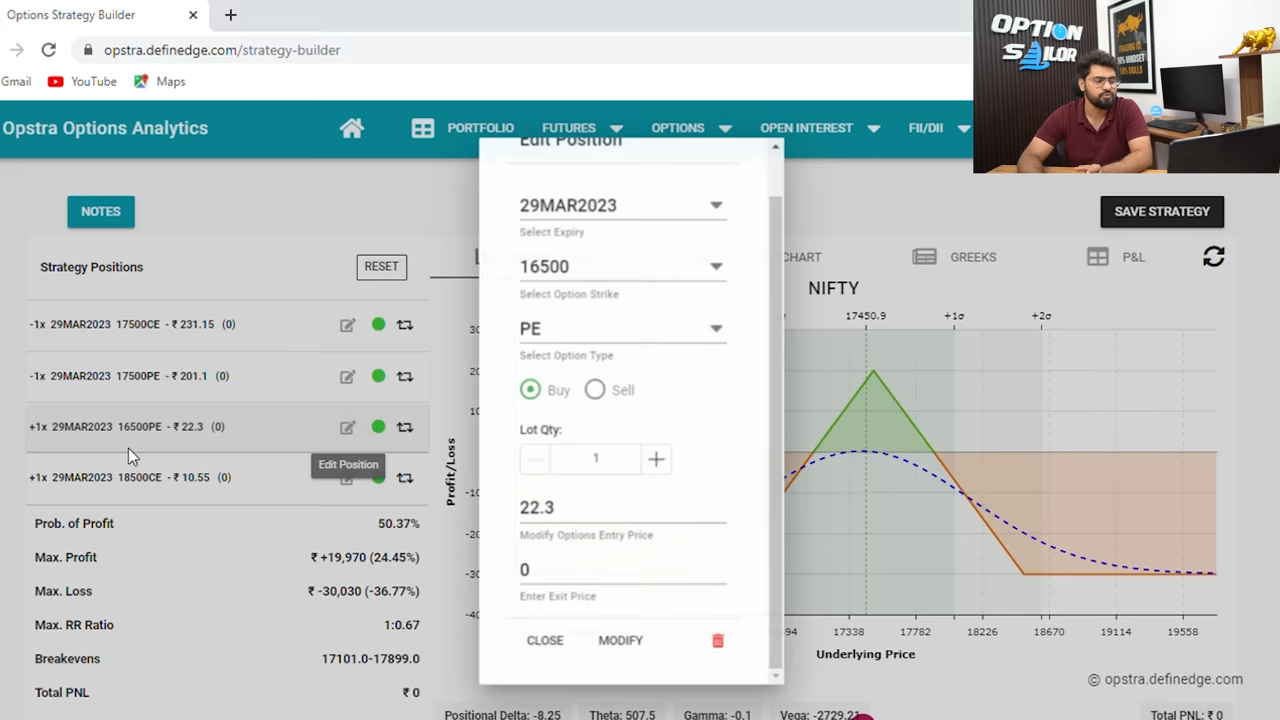 Options Strategy Builder
opstra.definedge.com/strategy-builder
Gmail YouTube Maps
OPTION
SAILOR
TRADING IS
MINDSET
SKILLS
Opstra Options Analytics PORTFOLIO FUTURES OPTIONS OPEN INTEREST FII/DII
NOTES
SAVE STRATEGY
Strategy Positions RESET
-1x 29MAR2023 17500CE - ₹ 231.15 (0)
-1x 29MAR2023 17500PE - ₹ 201.1 (0)
+1x 29MAR2023 16500PE - ₹ 22.3 (0)
Edit Position
+1x 29MAR2023 18500CE - ₹ 10.55 (0)
Prob. of Profit 50.37%
Max. Profit ₹ +19,970 (24.45%)
Max. Loss ₹ -30,030 (-36.77%)
Max. RR Ratio 1:0.67
Breakevens 17101.0-17899.0
Total PNL ₹ 0
Edit Position
29MAR2023
Select Expiry
16500
Select Option Strike
PE
Select Option Type
Buy Sell
Lot Qty:
1
22.3
Modify Options Entry Price
0
Enter Exit Price
CLOSE MODIFY
CHART GREEKS P&L
NIFTY
17450.9 +1σ +2σ
Profit/Loss
17338 17782 18226 18670 19114 19558
Underlying Price
© opstra.definedge.com
Positional Delta: -8.25 Theta: 507.5 Gamma: -0.1 Vega: -2729.21 Total PNL: ₹ 0